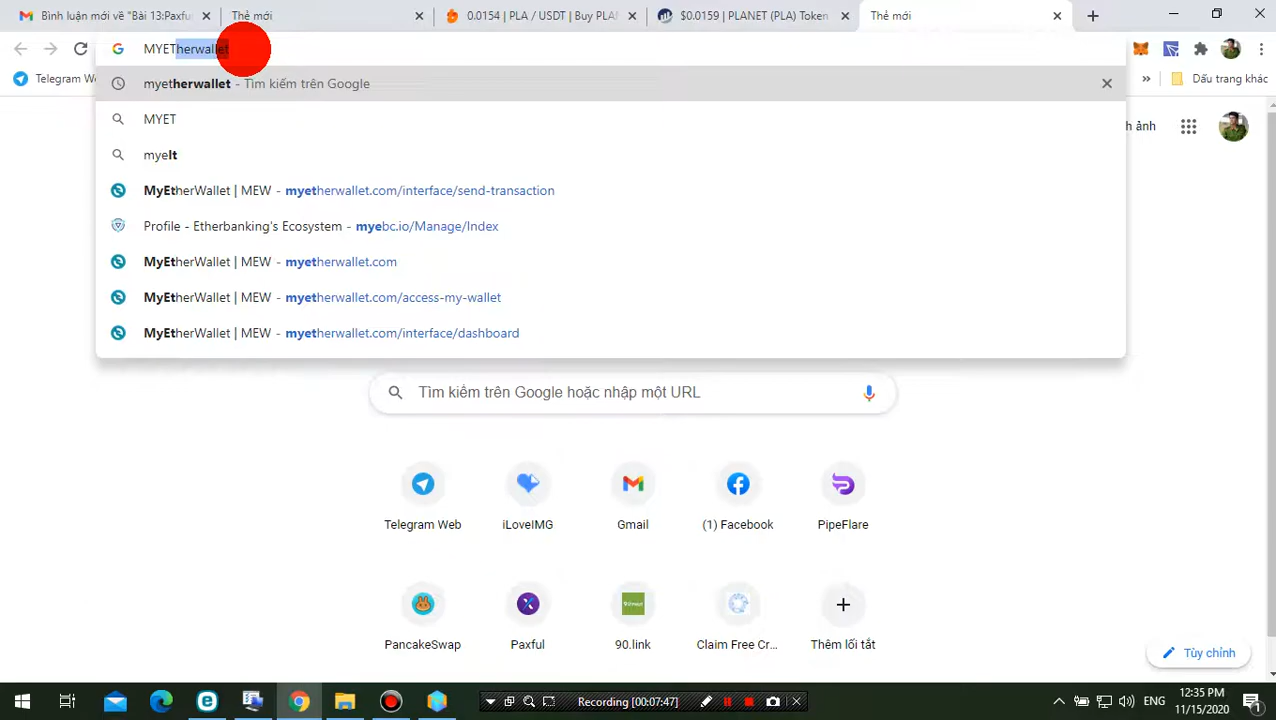 Bình luận mới về "Bài 13:Paxfu
Thẻ mới
0.0154 | PLA / USDT | Buy PLA
$0.0159 | PLANET (PLA) Token
Thẻ mới
MYETherwallet
Telegram We
Dấu trang khác
myetherwallet - Tìm kiếm trên Google
MYET
h ảnh
myelt
MyEtherWallet | MEW - myetherwallet.com/interface/send-transaction
Profile - Etherbanking's Ecosystem - myebc.io/Manage/Index
MyEtherWallet | MEW - myetherwallet.com
MyEtherWallet | MEW - myetherwallet.com/access-my-wallet
MyEtherWallet | MEW - myetherwallet.com/interface/dashboard
Tìm kiếm trên Google hoặc nhập một URL
Telegram Web
iLoveIMG
Gmail
(1) Facebook
PipeFlare
PancakeSwap
Paxful
90.link
Claim Free Cr...
Thêm lối tắt
Tùy chỉnh
Recording [00:07:47]
ENG
12:35 PM
11/15/2020
1